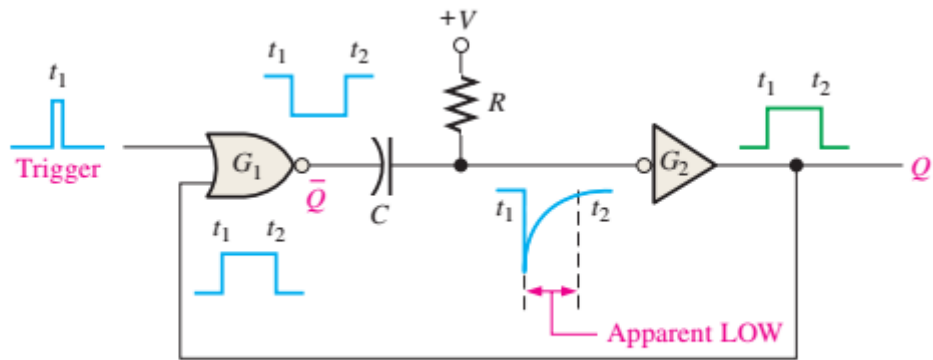 +V
t₁ t₂
t₁
R
t₁ t₂
Trigger
G₁
Q̄
C
G₂
Q
t₁ t₂
t₁ t₂
Apparent LOW